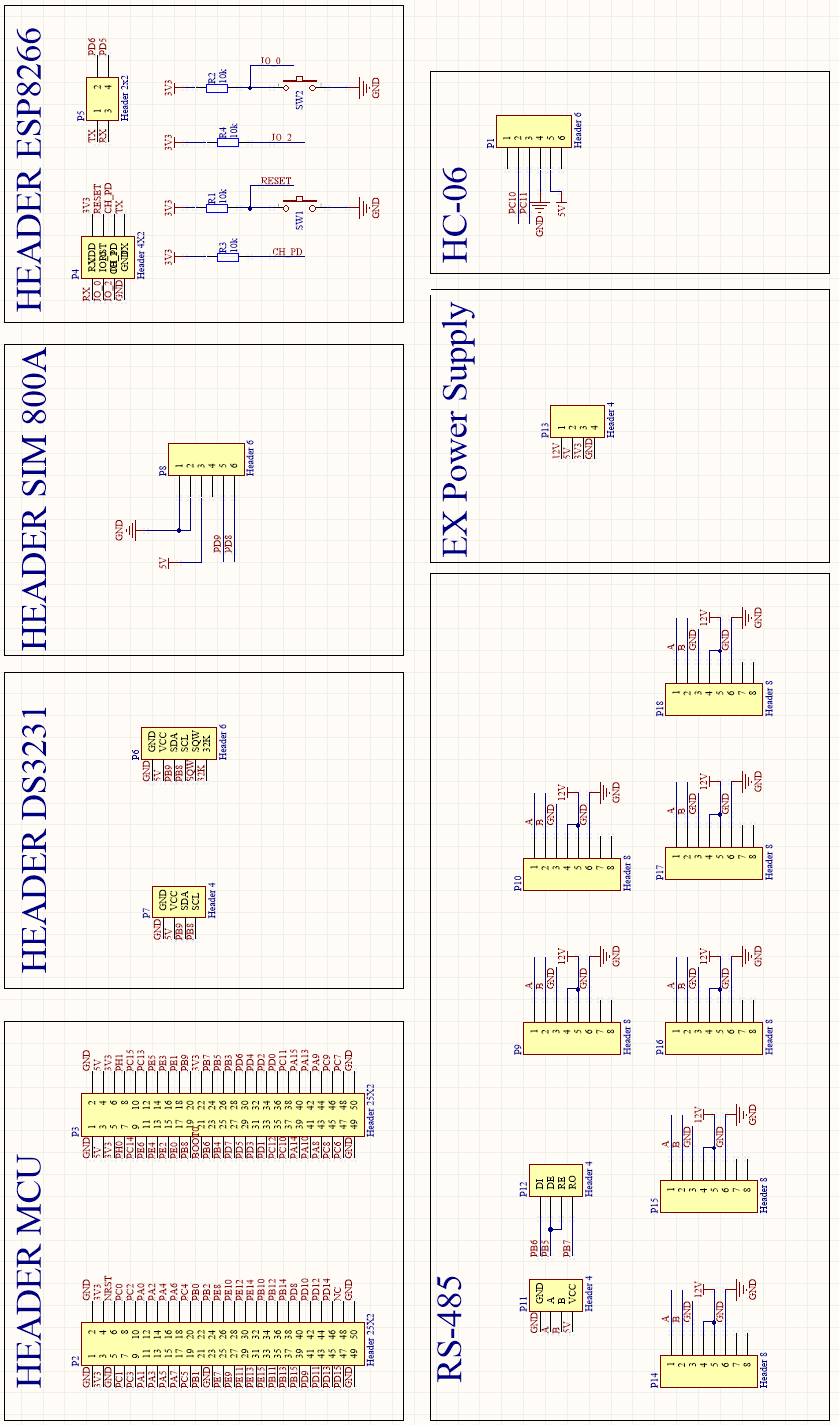 HEADER ESP8266
P5
PD6
PD5
2 4
1 3
TX
RX
Header 2x2
3V3
R2
10k
IO_0
SW2
GND
3V3
R4
10k
IO_2
3V3
R1
10k
RESET
SW1
GND
3V3
R3
10k
CH_PD
P4
3V3
RESET
CH_PD
TX
RX
IO_0
IO_2
GND
Header 4X2
HEADER SIM 800A
P8
1 2 3 4 5 6
Header 6
GND
5V
PD9
PD8
HEADER DS3231
P6
GND VCC SDA SCL SQW 32K
GND 5V PB9 PB8 SQW 32K
Header 6
P7
GND VCC SDA SCL
GND 5V PB9 PB8
Header 4
HEADER MCU
P3
GND 5V 3V3 PH1 PC15 PC13 PE5 PE3 PE1 PB9 3V3 PB7 PB5 PB3 PD6 PD4 PD2 PD0 PC11 PA15 PA13 PA9 PC9 PC7 GND
2 4 6 8 10 12 14 16 18 20 22 24 26 28 30 32 34 36 38 40 42 44 46 48 50
1 3 5 7 9 11 13 15 17 19 21 23 25 27 29 31 33 35 37 39 41 43 45 47 49
GND 5V 3V3 PH0 PC14 PE6 PE4 PE2 PE0 PB8 BOOT0 PB6 PB4 PD7 PD5 PD3 PD1 PC12 PC10 PA14 PA10 PA8 PC8 PC6 GND
Header 25X2
P2
GND 3V3 NRST PC0 PC2 PA0 PA2 PA4 PA6 PC4 PB0 PB2 PE8 PE10 PE12 PE14 PB10 PB12 PB14 PD8 PD10 PD12 PD14 NC GND
2 4 6 8 10 12 14 16 18 20 22 24 26 28 30 32 34 36 38 40 42 44 46 48 50
1 3 5 7 9 11 13 15 17 19 21 23 25 27 29 31 33 35 37 39 41 43 45 47 49
GND 3V3 GND PC1 PC3 PA1 PA3 PA5 PA7 PC5 PB1 GND PE7 PE9 PE11 PE13 PE15 PB11 PB13 PB15 PD9 PD11 PD13 PD15 GND
Header 25X2
HC-06
P1
1 2 3 4 5 6
Header 6
PC10
PC11
GND
5V
EX Power Supply
P13
1 2 3 4
12V 5V 3V3 GND
Header 4
RS-485
P18
A B GND 12V GND GND
1 2 3 4 5 6 7 8
Header 8
P10
A B GND 12V GND GND
1 2 3 4 5 6 7 8
Header 8
P17
A B GND 12V GND GND
1 2 3 4 5 6 7 8
Header 8
P9
A B GND 12V GND GND
1 2 3 4 5 6 7 8
Header 8
P16
A B GND 12V GND GND
1 2 3 4 5 6 7 8
Header 8
P12
DI DE RE RO
PB6 PB5 PB7
Header 4
P15
A B GND 12V GND GND
1 2 3 4 5 6 7 8
Header 8
P11
GND A B VCC
GND A B 5V
Header 4
P14
A B GND 12V GND GND
1 2 3 4 5 6 7 8
Header 8